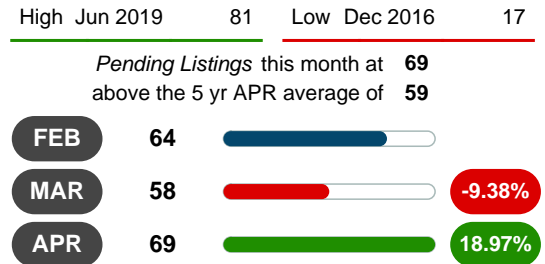 High Jun 2019 81 Low Dec 2016 17
Pending Listings this month at 69
above the 5 yr APR average of 59
FEB 64
MAR 58 -9.38%
APR 69 18.97%